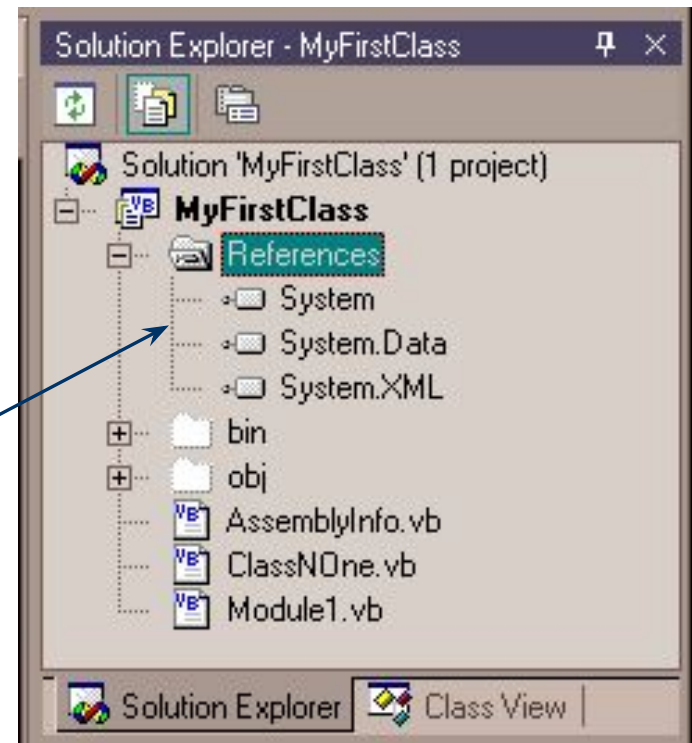 Solution Explorer - MyFirstClass
Solution 'MyFirstClass' (1 project)
MyFirstClass
References
System
System.Data
System.XML
bin
obj
AssemblyInfo.vb
ClassNOne.vb
Module1.vb
Solution Explorer
Class View